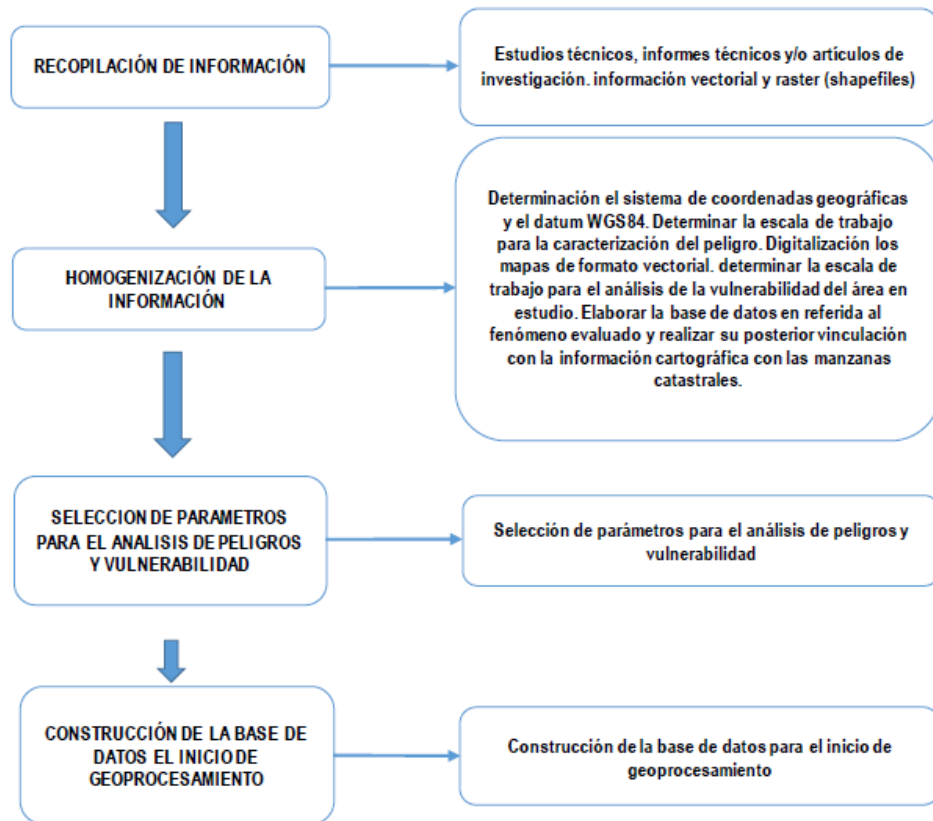 RECOPILACIÓN DE INFORMACIÓN
Estudios técnicos, informes técnicos y/o artículos de
investigación. información vectorial y raster (shapefiles)
HOMOGENIZACIÓN DE LA
INFORMACIÓN
Determinación el sistema de coordenadas geográficas
y el datum WGS84. Determinar la escala de trabajo
para la caracterización del peligro. Digitalización los
mapas de formato vectorial. determinar la escala de
trabajo para el análisis de la vulnerabilidad del área en
estudio. Elaborar la base de datos en referida al
fenómeno evaluado y realizar su posterior vinculación
con la información cartográfica con las manzanas
catastrales.
SELECCION DE PARAMETROS
PARA EL ANALISIS DE PELIGROS
Y VULNERABILIDAD
Selección de parámetros para el análisis de peligros y
vulnerabilidad
CONSTRUCCIÓN DE LA BASE DE
DATOS EL INICIO DE
GEOPROCESAMIENTO
Construcción de la base de datos para el inicio de
geoprocesamiento